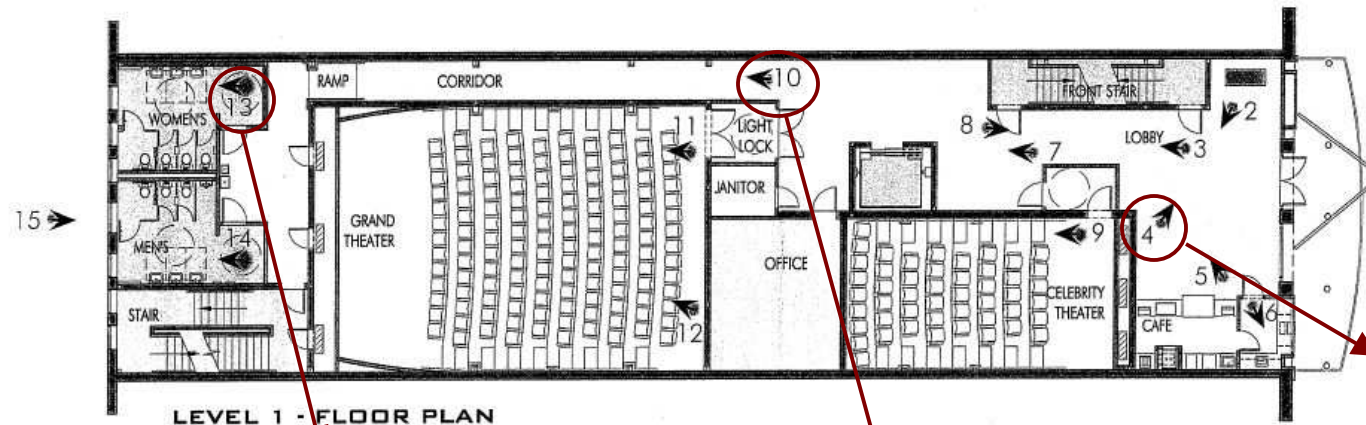 RAMP
CORRIDOR
10
13
FRONT STAIR
2
WOMEN'S
11
LIGHT
LOCK
8
7
LOBBY
3
JANITOR
15
GRAND
THEATER
MEN'S
14
4
9
OFFICE
5
STAIR
12
CELEBRITY
THEATER
CAFE
6
LEVEL 1 - FLOOR PLAN